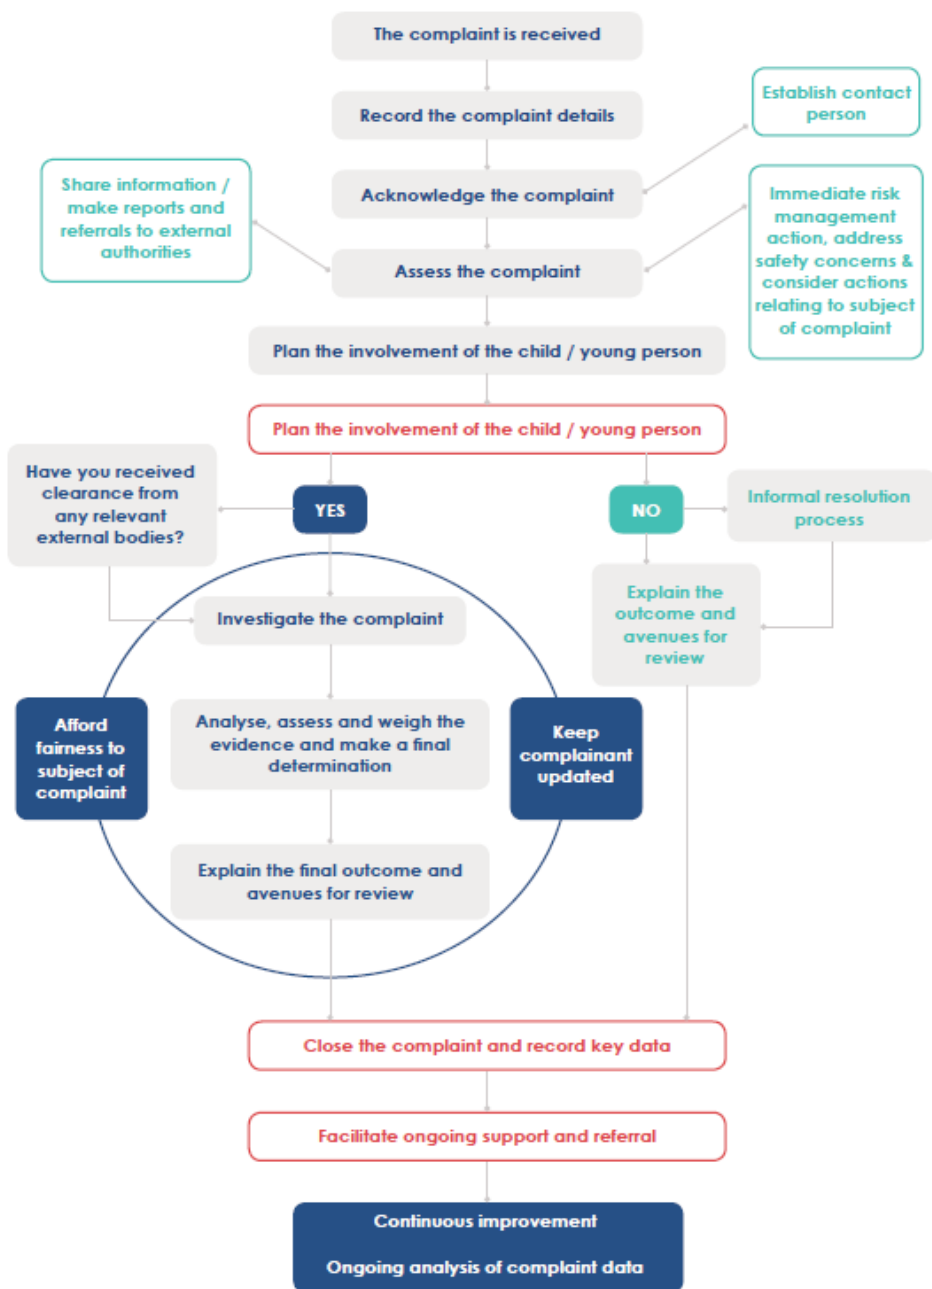 The complaint is received
Record the complaint details
Establish contact
person
Acknowledge the complaint
Share information /
make reports and
referrals to external
authorities
Immediate risk
management
action, address
safety concerns &
consider actions
relating to subject
of complaint
Assess the complaint
Plan the involvement of the child / young person
Plan the involvement of the child / young person
Have you received
clearance from
any relevant
external bodies?
YES
NO
Informal resolution
process
Investigate the complaint
Explain the
outcome and
avenues for
review
Afford
fairness to
subject of
complaint
Analyse, assess and weigh the
evidence and make a final
determination
Keep
complainant
updated
Explain the final outcome and
avenues for review
Close the complaint and record key data
Facilitate ongoing support and referral
Continuous improvement
Ongoing analysis of complaint data